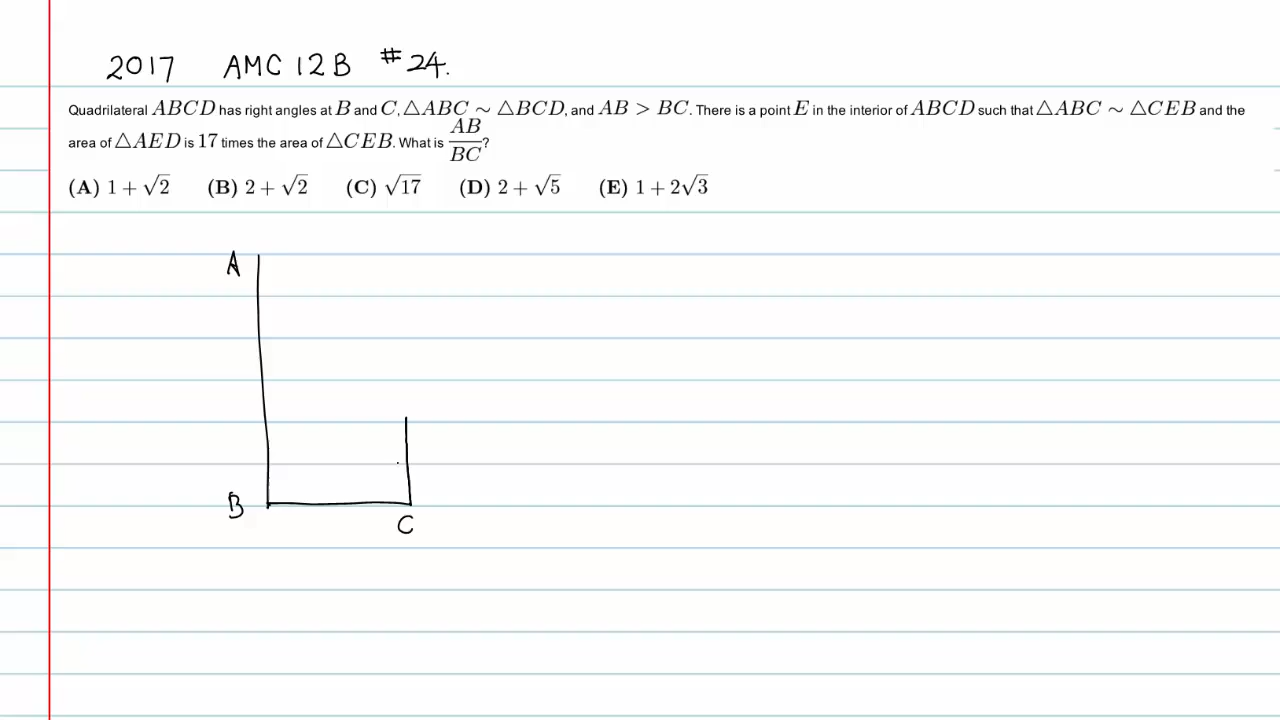 2017 AMC 12B #24.
Quadrilateral ABCD has right angles at B and C, △ABC ∼ △BCD, and AB > BC. There is a point E in the interior of ABCD such that △ABC ∼ △CEB and the
area of △AED is 17 times the area of △CEB. What is AB/BC?
(A) 1 + √2 (B) 2 + √2 (C) √17 (D) 2 + √5 (E) 1 + 2√3
A
B
C